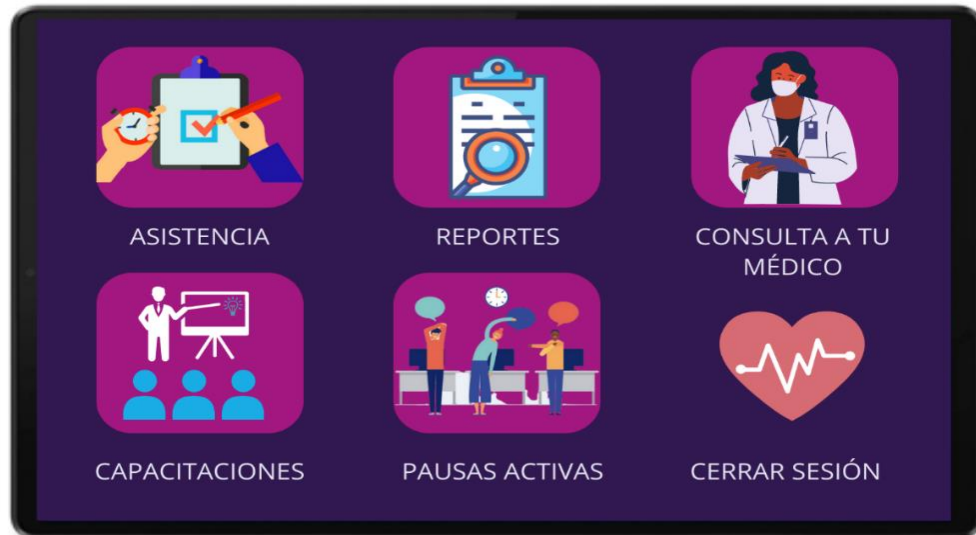 ASISTENCIA
REPORTES
CONSULTA A TU
MÉDICO
CAPACITACIONES
PAUSAS ACTIVAS
CERRAR SESIÓN